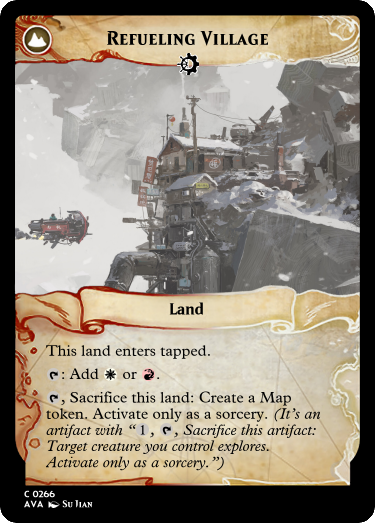 Refueling Village
Land
This land enters tapped.
: Add or .
, Sacrifice this land: Create a Map
token. Activate only as a sorcery. (It's an
artifact with “1, , Sacrifice this artifact:
Target creature you control explores.
Activate only as a sorcery.”)
C 0266
AVA Su Jian